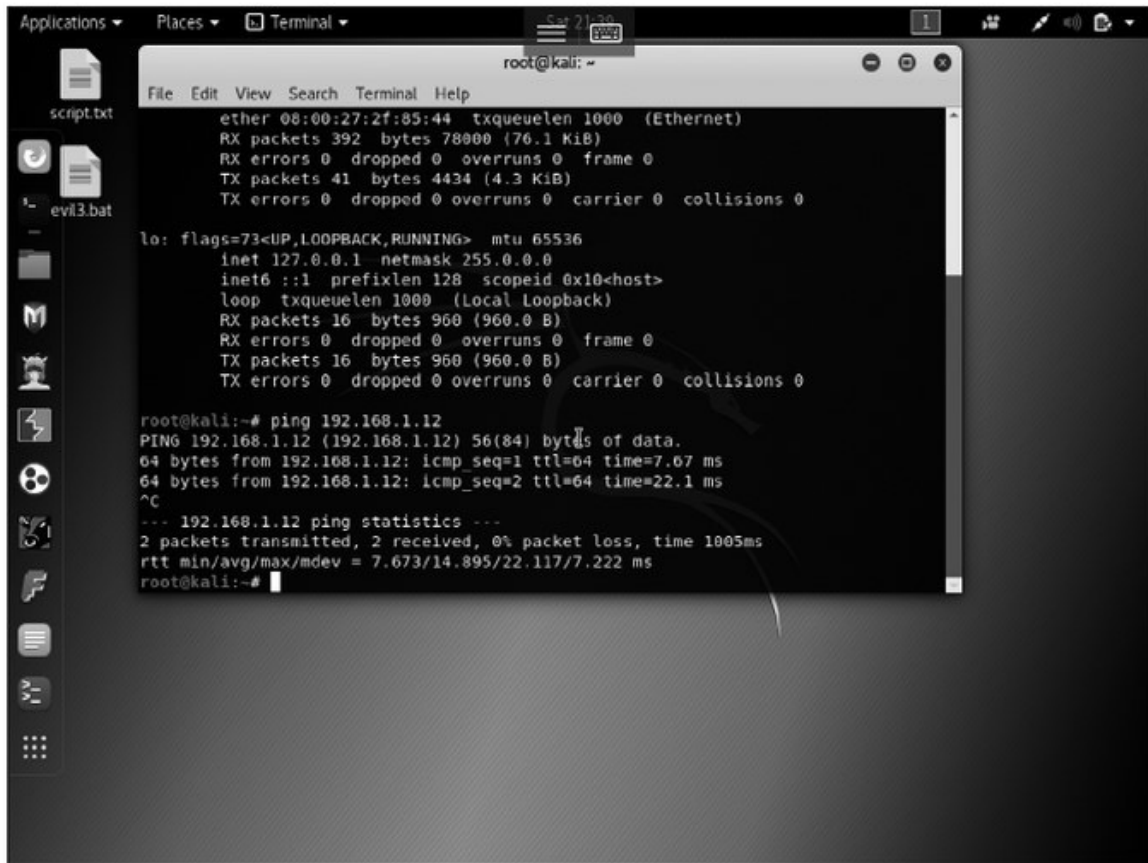 Applications Places Terminal Sat 21:39 1
root@kali: ~
File Edit View Search Terminal Help
script.txt
evil3.bat
ether 08:00:27:2f:85:44 txqueuelen 1000 (Ethernet)
RX packets 392 bytes 78000 (76.1 KiB)
RX errors 0 dropped 0 overruns 0 frame 0
TX packets 41 bytes 4434 (4.3 KiB)
TX errors 0 dropped 0 overruns 0 carrier 0 collisions 0
lo: flags=73<UP,LOOPBACK,RUNNING> mtu 65536
inet 127.0.0.1 netmask 255.0.0.0
inet6 ::1 prefixlen 128 scopeid 0x10<host>
loop txqueuelen 1000 (Local Loopback)
RX packets 16 bytes 960 (960.0 B)
RX errors 0 dropped 0 overruns 0 frame 0
TX packets 16 bytes 960 (960.0 B)
TX errors 0 dropped 0 overruns 0 carrier 0 collisions 0
root@kali:~# ping 192.168.1.12
PING 192.168.1.12 (192.168.1.12) 56(84) bytes of data.
64 bytes from 192.168.1.12: icmp_seq=1 ttl=64 time=7.67 ms
64 bytes from 192.168.1.12: icmp_seq=2 ttl=64 time=22.1 ms
^C
--- 192.168.1.12 ping statistics ---
2 packets transmitted, 2 received, 0% packet loss, time 1005ms
rtt min/avg/max/mdev = 7.673/14.895/22.117/7.222 ms
root@kali:~#